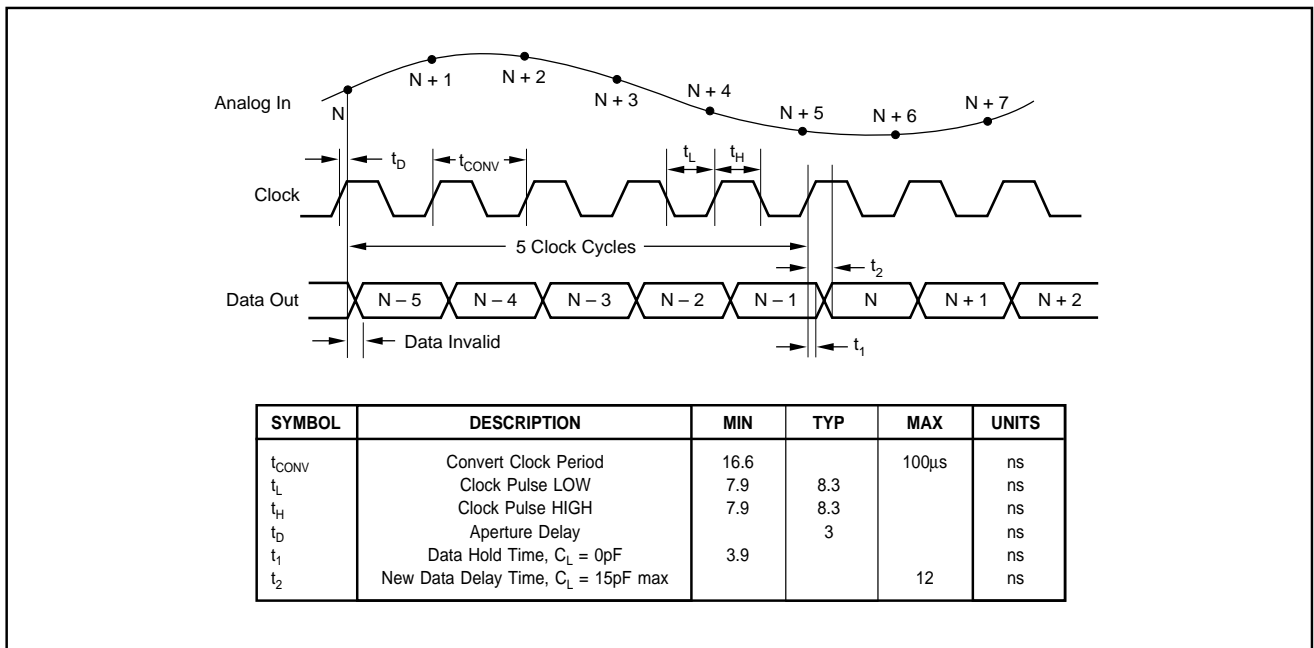 Analog In
N
N + 1
N + 2
N + 3
N + 4
N + 5
N + 6
N + 7
t_D
t_CONV
t_L
t_H
Clock
5 Clock Cycles
t_2
Data Out
N – 5
N – 4
N – 3
N – 2
N – 1
N
N + 1
N + 2
Data Invalid
t_1
SYMBOL DESCRIPTION MIN TYP MAX UNITS
t_CONV Convert Clock Period 16.6 100µs ns
t_L Clock Pulse LOW 7.9 8.3 ns
t_H Clock Pulse HIGH 7.9 8.3 ns
t_D Aperture Delay 3 ns
t_1 Data Hold Time, C_L = 0pF 3.9 ns
t_2 New Data Delay Time, C_L = 15pF max 12 ns